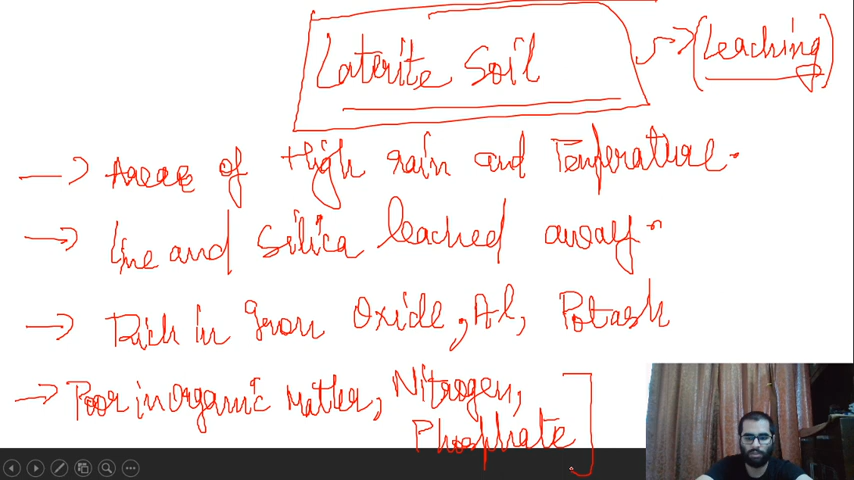 Laterite Soil → (Leaching)
→ Areas of High rain and Temperature.
→ Lime and Silica leached away.
→ Rich in Iron Oxide, Al, Potash
→ Poor in organic Matter, Nitrogen,
Phosphate